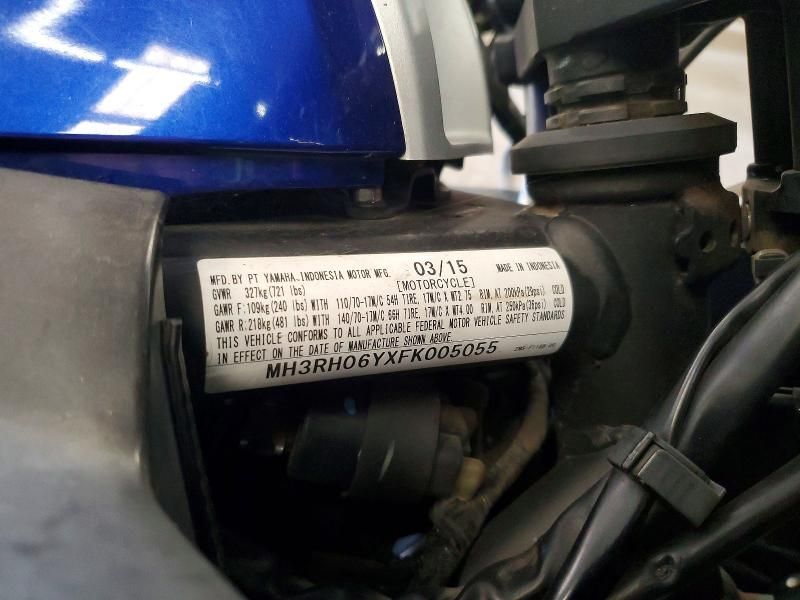 MFD. BY PT YAMAHA INDONESIA MOTOR MFG. 03/15 MADE IN INDONESIA
GVWR 327kg(721 lbs) [MOTORCYCLE]
GAWR F:109kg(240 lbs) WITH 110/70-17M/C 54H TIRE, 17M/C X MT2.75 RIM, AT 200kPa(29psi) COLD
GAWR R:218kg(481 lbs) WITH 140/70-17M/C 66H TIRE, 17M/C X MT4.00 RIM, AT 250kPa(36psi) COLD
THIS VEHICLE CONFORMS TO ALL APPLICABLE FEDERAL MOTOR VEHICLE SAFETY STANDARDS
IN EFFECT ON THE DATE OF MANUFACTURE SHOWN ABOVE.
MH3RH06YXFK005055